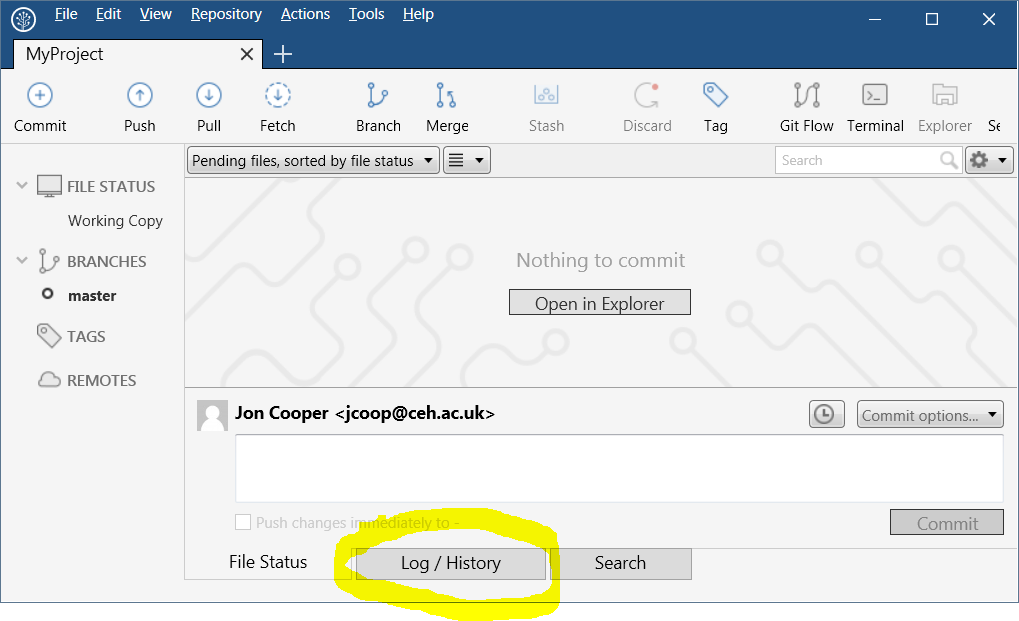 File Edit View Repository Actions Tools Help
MyProject
Commit Push Pull Fetch Branch Merge Stash Discard Tag Git Flow Terminal Explorer Se
Pending files, sorted by file status Search
FILE STATUS
Working Copy
BRANCHES
master
TAGS
REMOTES
Nothing to commit
Open in Explorer
Jon Cooper <jcoop@ceh.ac.uk> Commit options...
Push changes immediately to -
Commit
File Status Log / History Search